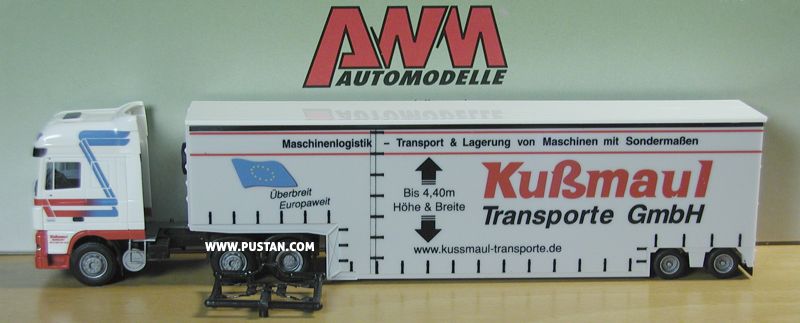 AWM
AUTOMODELLE
Maschinenlogistik – Transport & Lagerung von Maschinen mit Sondermaßen
Überbreit
Europaweit
Bis 4,40m
Höhe & Breite
Kußmaul
Transporte GmbH
www.kussmaul-transporte.de
WWW.PUSTAN.COM
Kußmaul